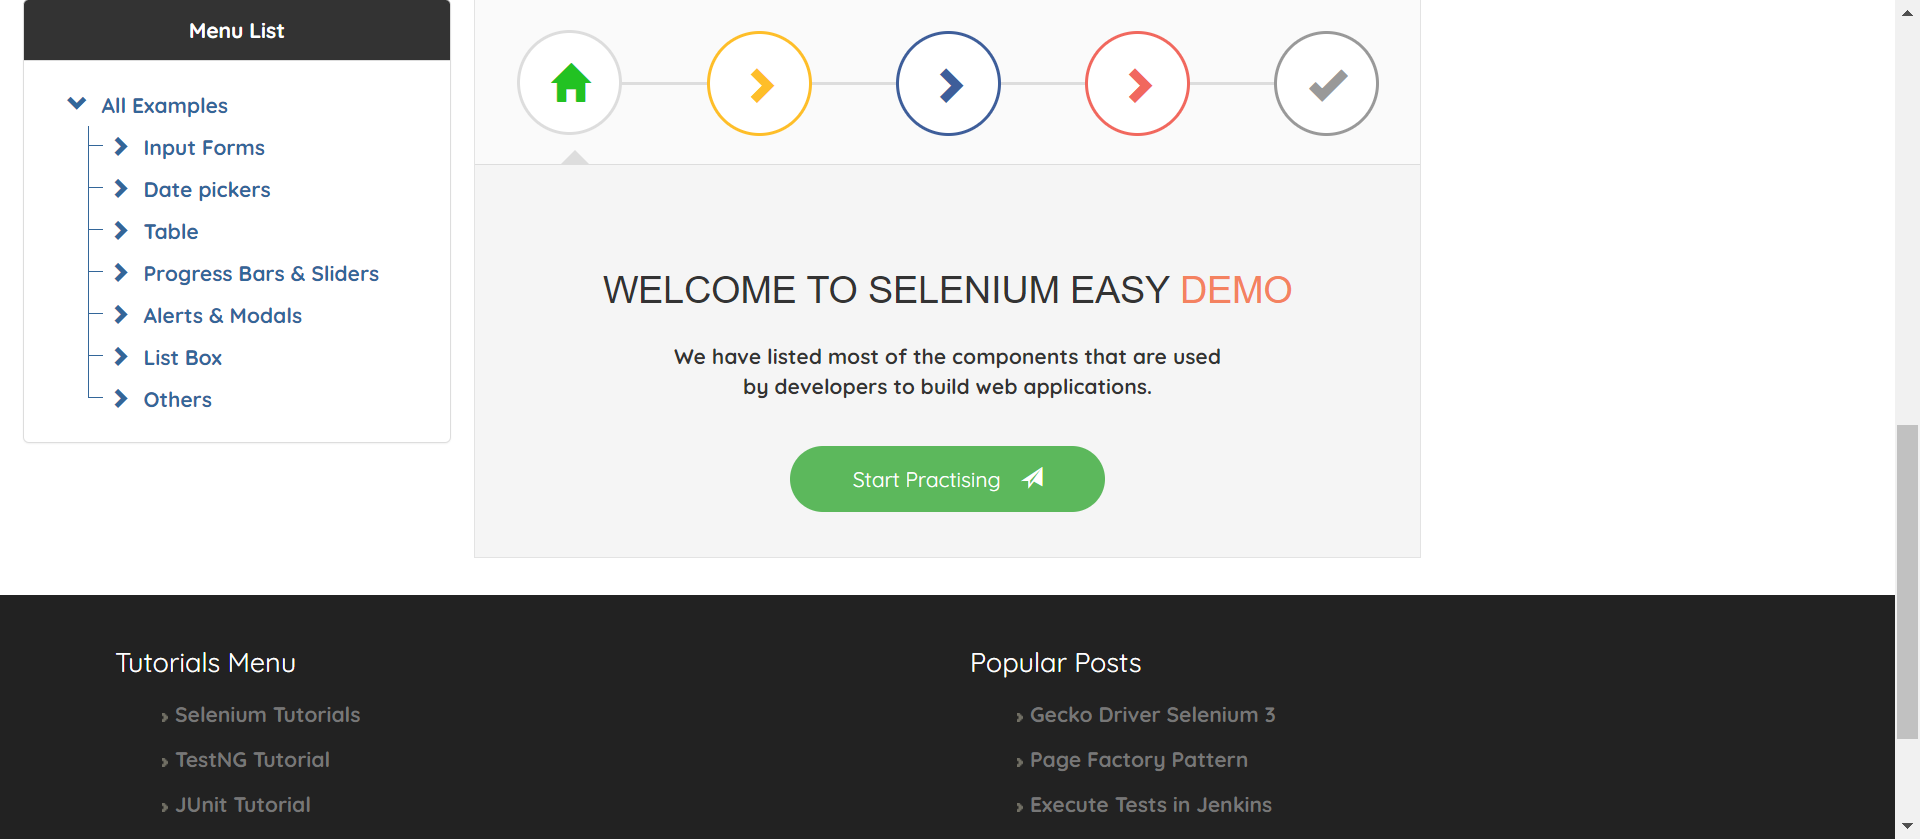 Menu List
All Examples
Input Forms
Date pickers
Table
Progress Bars & Sliders
Alerts & Modals
List Box
Others
WELCOME TO SELENIUM EASY DEMO
We have listed most of the components that are used
by developers to build web applications.
Start Practising
Tutorials Menu
Selenium Tutorials
TestNG Tutorial
JUnit Tutorial
Popular Posts
Gecko Driver Selenium 3
Page Factory Pattern
Execute Tests in Jenkins